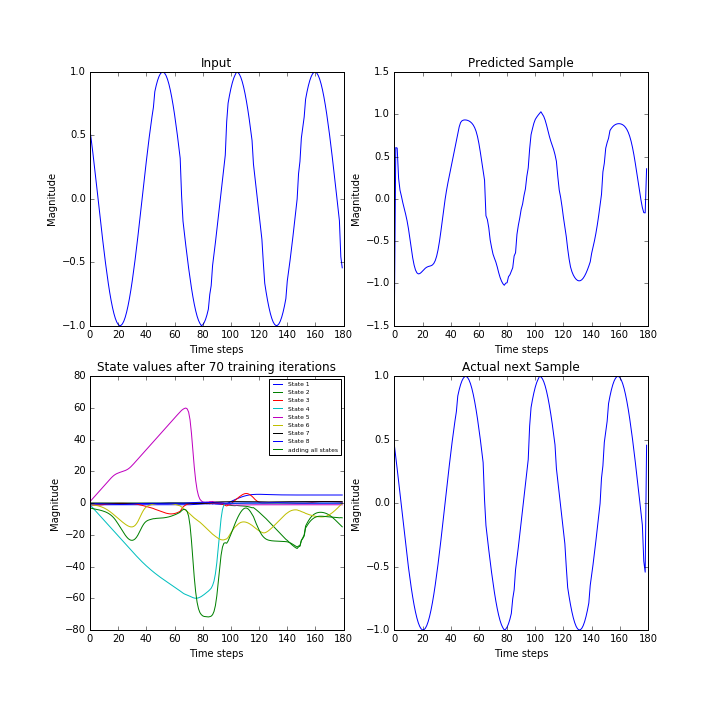 Input
Magnitude
1.0
0.5
0.0
−0.5
−1.0
0 20 40 60 80 100 120 140 160 180
Time steps
Predicted Sample
Magnitude
1.5
1.0
0.5
0.0
−0.5
−1.0
−1.5
0 20 40 60 80 100 120 140 160 180
Time steps
State values after 70 training iterations
Magnitude
80
60
40
20
0
−20
−40
−60
−80
State 1
State 2
State 3
State 4
State 5
State 6
State 7
State 8
adding all states
0 20 40 60 80 100 120 140 160 180
Time steps
Actual next Sample
Magnitude
1.0
0.5
0.0
−0.5
−1.0
0 20 40 60 80 100 120 140 160 180
Time steps